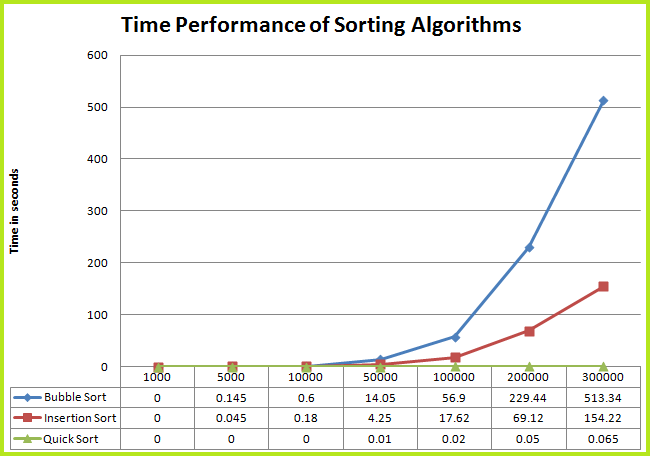 Time Performance of Sorting Algorithms
Time in seconds
600
500
400
300
200
100
0
1000 5000 10000 50000 100000 200000 300000
Bubble Sort 0 0.145 0.6 14.05 56.9 229.44 513.34
Insertion Sort 0 0.045 0.18 4.25 17.62 69.12 154.22
Quick Sort 0 0 0 0.01 0.02 0.05 0.065